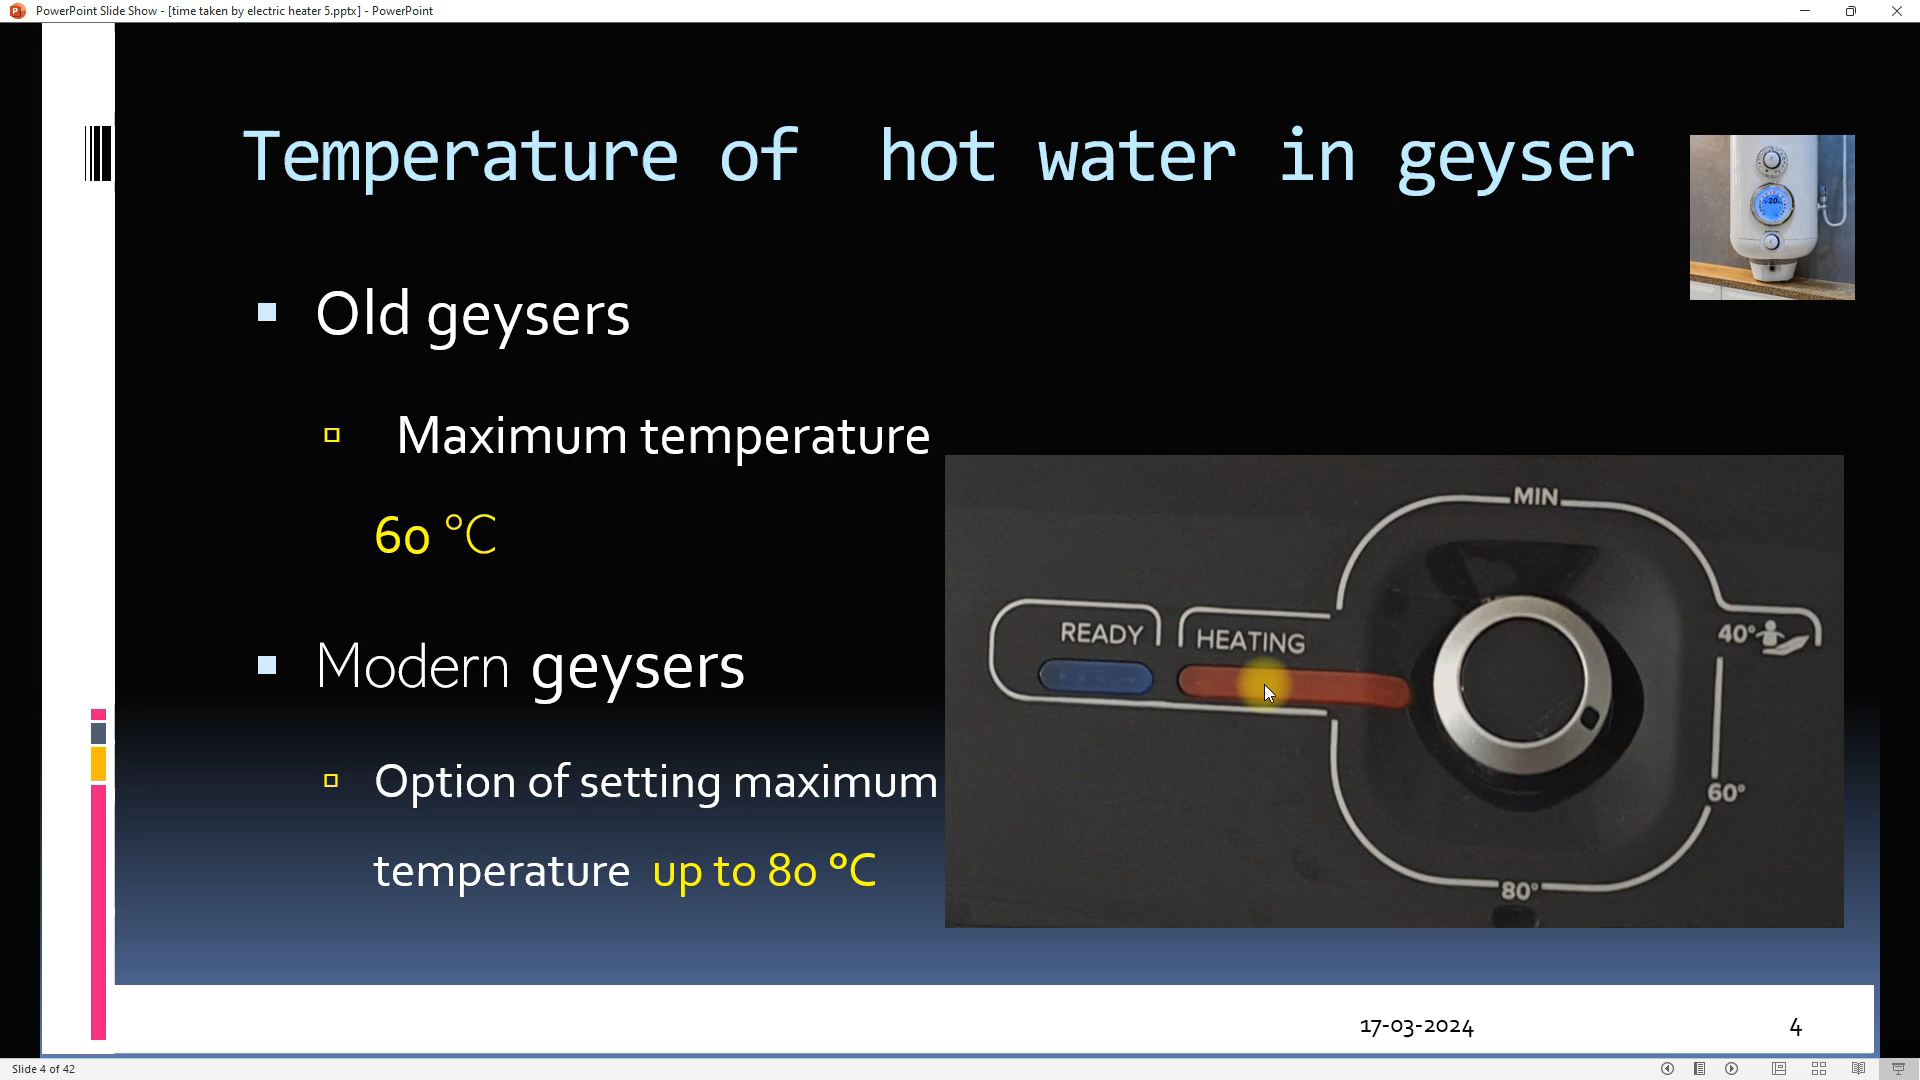 PowerPoint Slide Show - [time taken by electric heater 5.pptx] - PowerPoint
Temperature of hot water in geyser
Old geysers
Maximum temperature
60 °C
Modern geysers
Option of setting maximum
temperature up to 80 °C
MIN
READY
HEATING
40°
60°
80°
17-03-2024
4
Slide 4 of 42